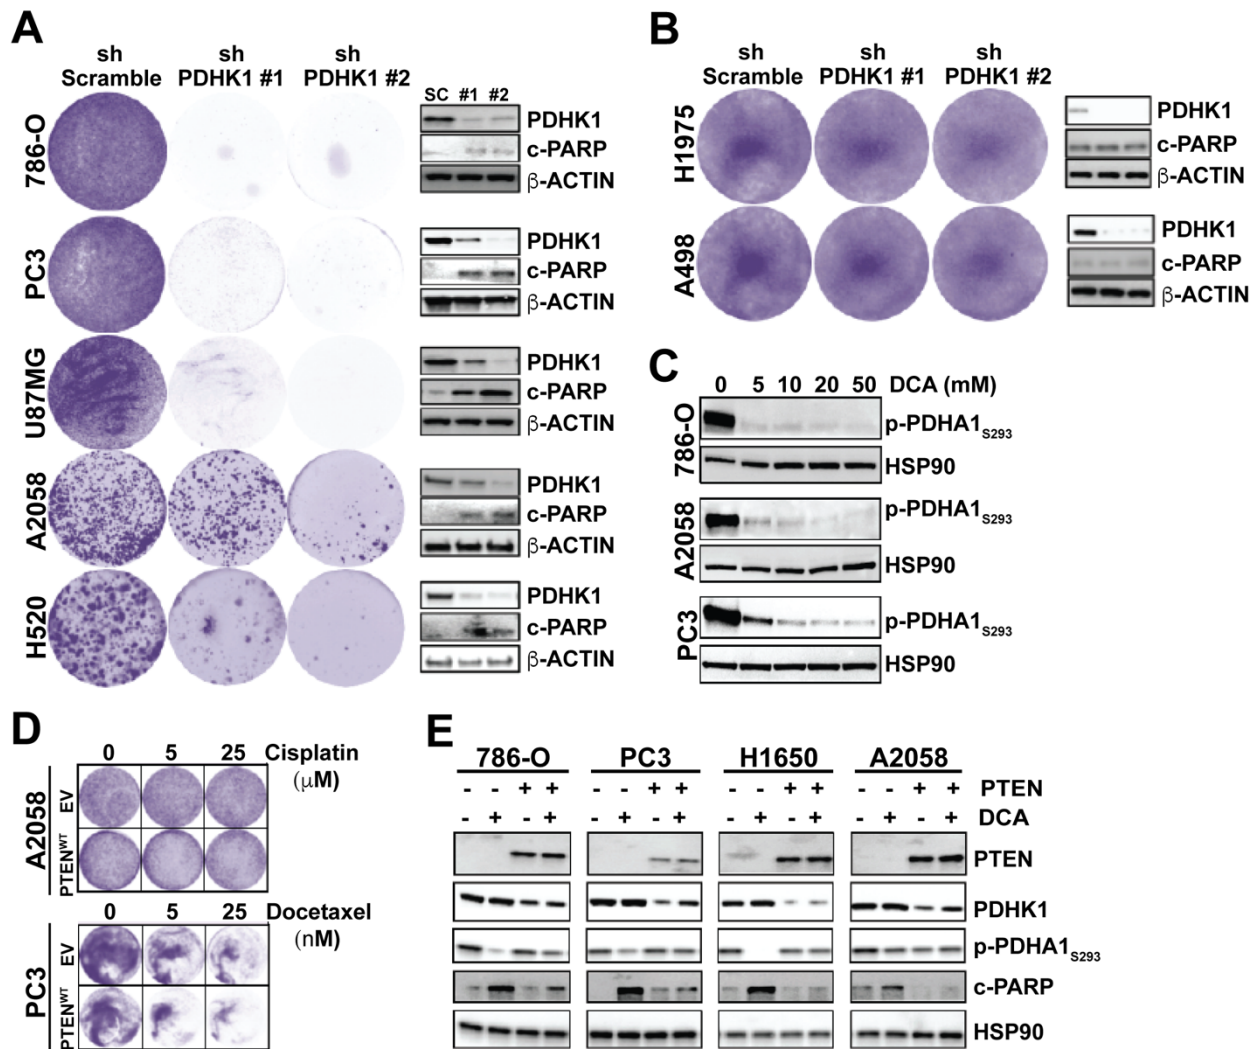 A
sh Scramble
sh PDHK1 #1
sh PDHK1 #2
SC #1 #2
786-O
PDHK1
c-PARP
β-ACTIN
PC3
PDHK1
c-PARP
β-ACTIN
U87MG
PDHK1
c-PARP
β-ACTIN
A2058
PDHK1
c-PARP
β-ACTIN
H520
PDHK1
c-PARP
β-ACTIN
B
sh Scramble
sh PDHK1 #1
sh PDHK1 #2
H1975
PDHK1
c-PARP
β-ACTIN
A498
PDHK1
c-PARP
β-ACTIN
C
0 5 10 20 50 DCA (mM)
786-O
p-PDHA1S293
HSP90
A2058
p-PDHA1S293
HSP90
PC3
p-PDHA1S293
HSP90
D
0 5 25 Cisplatin (μM)
A2058
EV
PTENWT
0 5 25 Docetaxel (nM)
PC3
EV
PTENWT
E
786-O PC3 H1650 A2058
- - + + - - + + - - + + - - + + PTEN
- + - + - + - + - + - + - + - + DCA
PTEN
PDHK1
p-PDHA1S293
c-PARP
HSP90